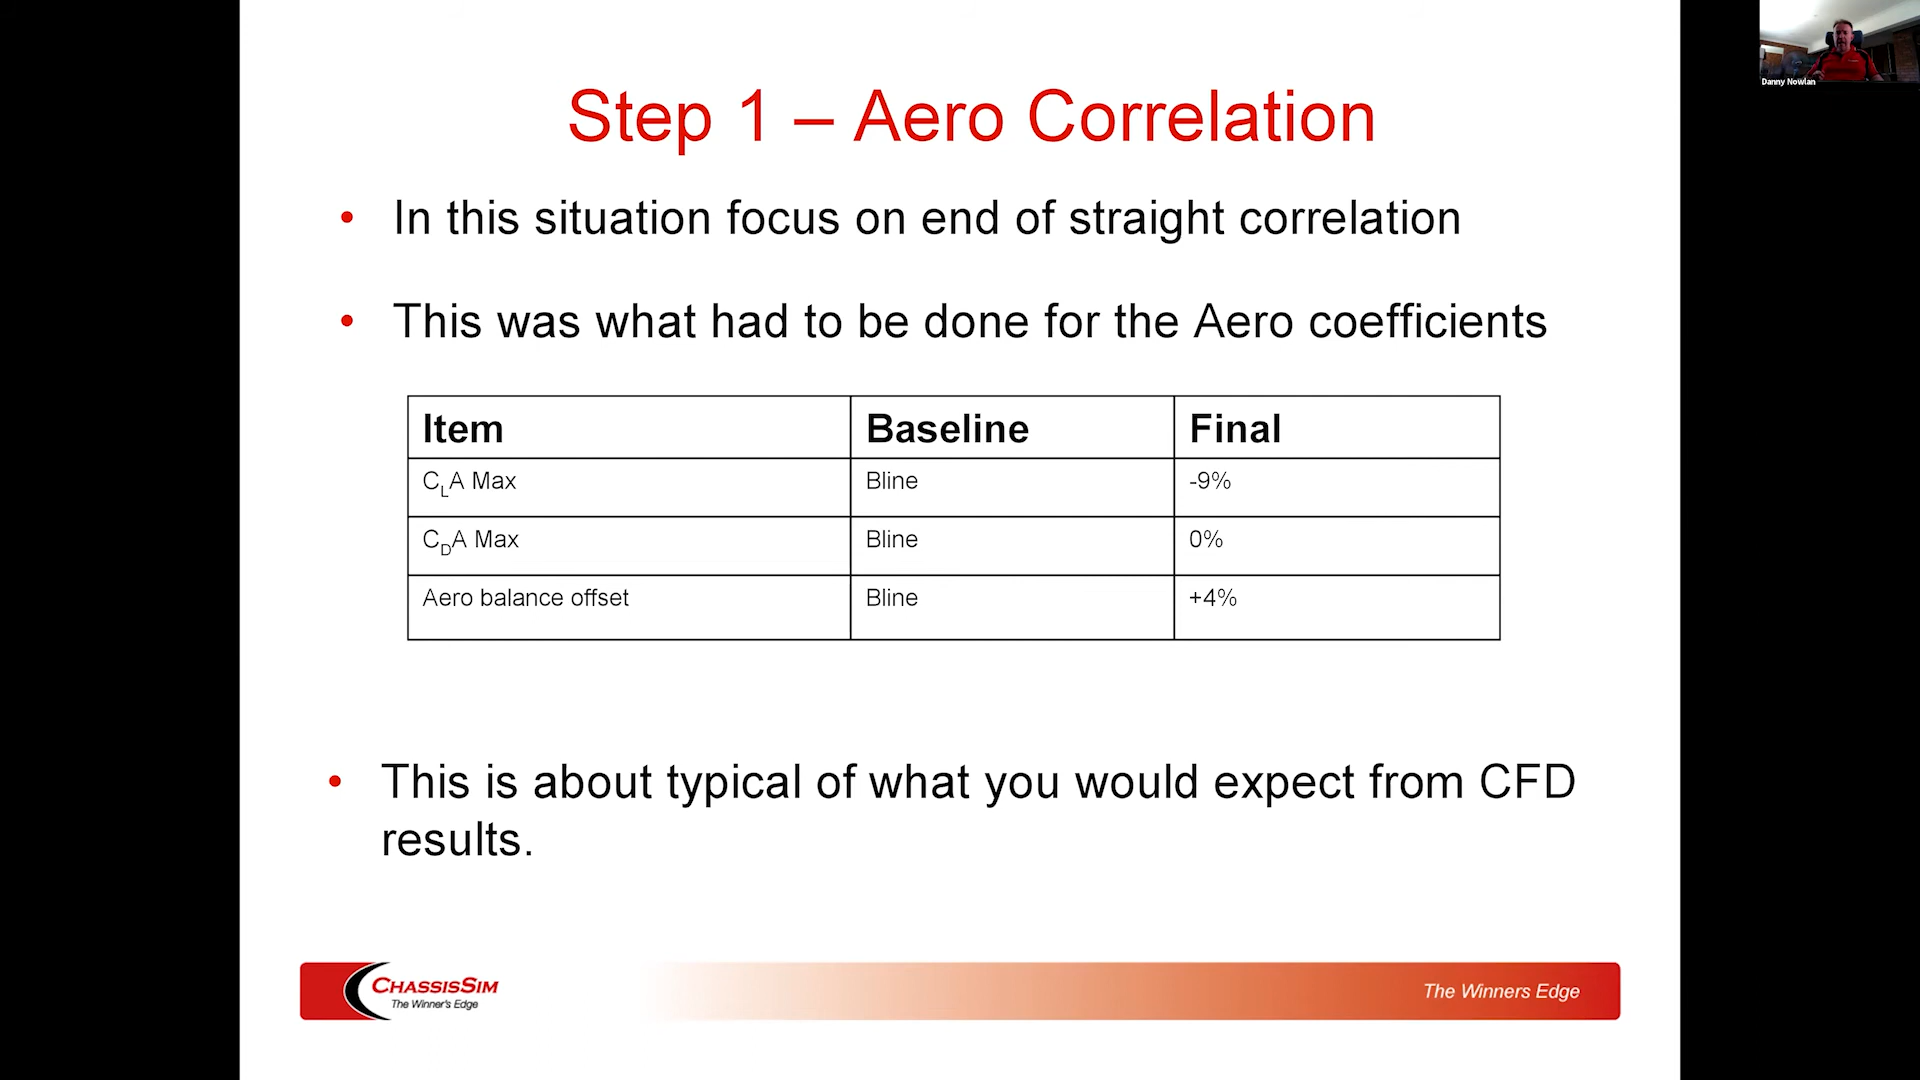 Danny Nowlan
Step 1 – Aero Correlation
• In this situation focus on end of straight correlation
• This was what had to be done for the Aero coefficients
Item Baseline Final
CLA Max Bline -9%
CDA Max Bline 0%
Aero balance offset Bline +4%
• This is about typical of what you would expect from CFD
results.
CHASSISSIM
The Winner's Edge
The Winners Edge